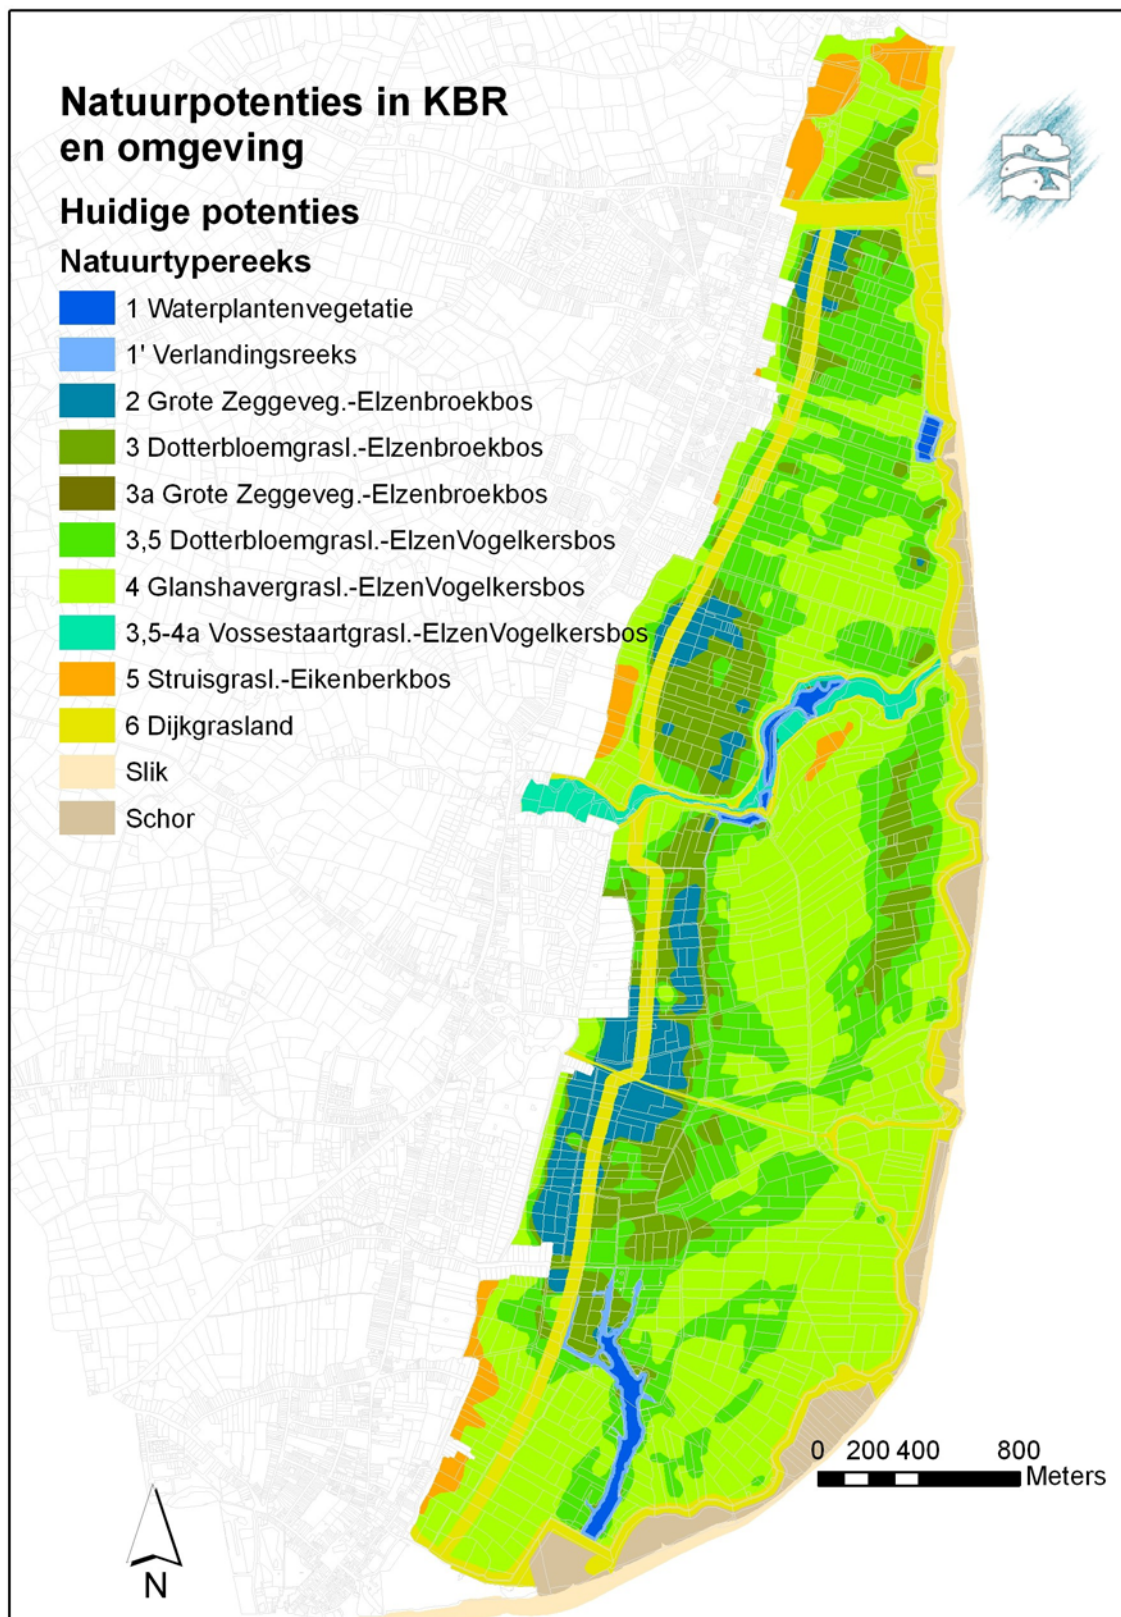 Natuurpotenties in KBR
en omgeving
Huidige potenties
Natuurtypereeks
1 Waterplantenvegetatie
1' Verlandingsreeks
2 Grote Zeggeveg.-Elzenbroekbos
3 Dotterbloemgrasl.-Elzenbroekbos
3a Grote Zeggeveg.-Elzenbroekbos
3,5 Dotterbloemgrasl.-ElzenVogelkersbos
4 Glanshavergrasl.-ElzenVogelkersbos
3,5-4a Vossestaartgrasl.-ElzenVogelkersbos
5 Struisgrasl.-Eikenberkbos
6 Dijkgrasland
Slik
Schor
0 200 400 800
Meters
N